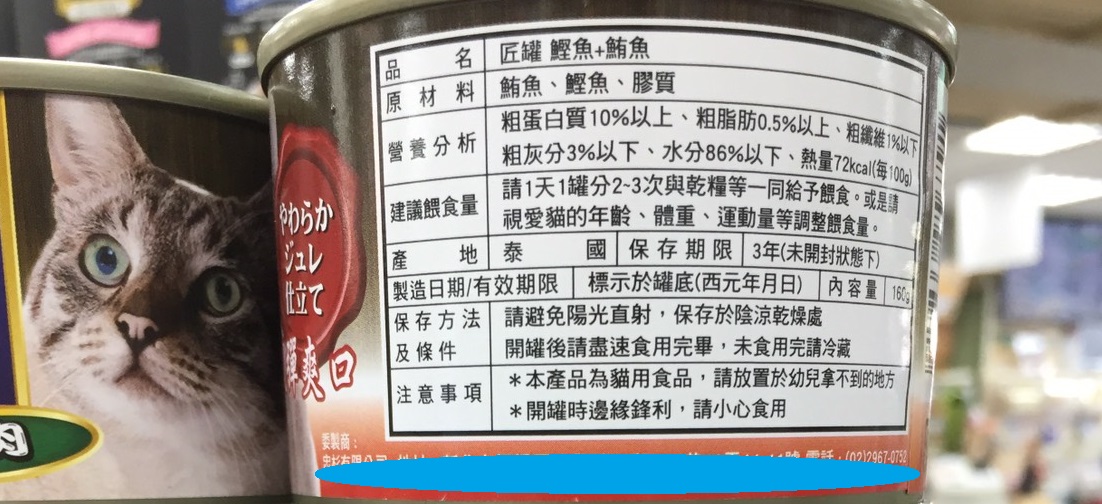 品名 匠罐 鰹魚+鮪魚
原材料 鮪魚、鰹魚、膠質
營養分析 粗蛋白質10%以上、粗脂肪0.5%以上、粗纖維1%以下
粗灰分3%以下、水分86%以下、熱量72kcal(每100g)
建議餵食量 請1天1罐分2~3次與乾糧等一同給予餵食。或是請
視愛貓的年齡、體重、運動量等調整餵食量。
產地 泰國 保存期限 3年(未開封狀態下)
製造日期/有效期限 標示於罐底(西元年月日) 內容量 160g
保存方法 請避免陽光直射，保存於陰涼乾燥處
及條件 開罐後請盡速食用完畢，未食用完請冷藏
注意事項 *本產品為貓用食品，請放置於幼兒拿不到的地方
*開罐時邊緣鋒利，請小心食用
やわらか
ジュレ
仕立て
爽口
委製商：
電話：(02)2967-0752